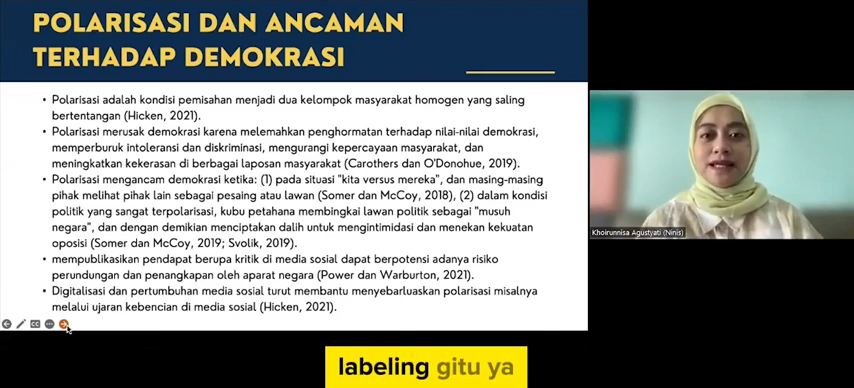 POLARISASI DAN ANCAMAN
TERHADAP DEMOKRASI
• Polarisasi adalah kondisi pemisahan menjadi dua kelompok masyarakat homogen yang saling
bertentangan (Hicken, 2021).
• Polarisasi merusak demokrasi karena melemahkan penghormatan terhadap nilai-nilai demokrasi,
memperburuk intoleransi dan diskriminasi, mengurangi kepercayaan masyarakat, dan
meningkatkan kekerasan di berbagai laporan masyarakat (Carothers dan O'Donohue, 2019).
• Polarisasi mengancam demokrasi ketika: (1) pada situasi "kita versus mereka", dan masing-masing
pihak melihat pihak lain sebagai pesaing atau lawan (Somer dan McCoy, 2018), (2) dalam kondisi
politik yang sangat terpolarisasi, kubu petahana membingkai lawan politik sebagai "musuh
negara", dan dengan demikian menciptakan dalih untuk mengintimidasi dan menekan kekuatan
oposisi (Somer dan McCoy, 2019; Svolik, 2019).
• mempublikasikan pendapat berupa kritik di media sosial dapat berpotensi adanya risiko
perundungan dan penangkapan oleh aparat negara (Power dan Warburton, 2021).
• Digitalisasi dan pertumbuhan media sosial turut membantu menyebarluaskan polarisasi misalnya
melalui ujaran kebencian di media sosial (Hicken, 2021).
CC
Khoirunnisa Agustyati (Ninis)
labeling gitu ya